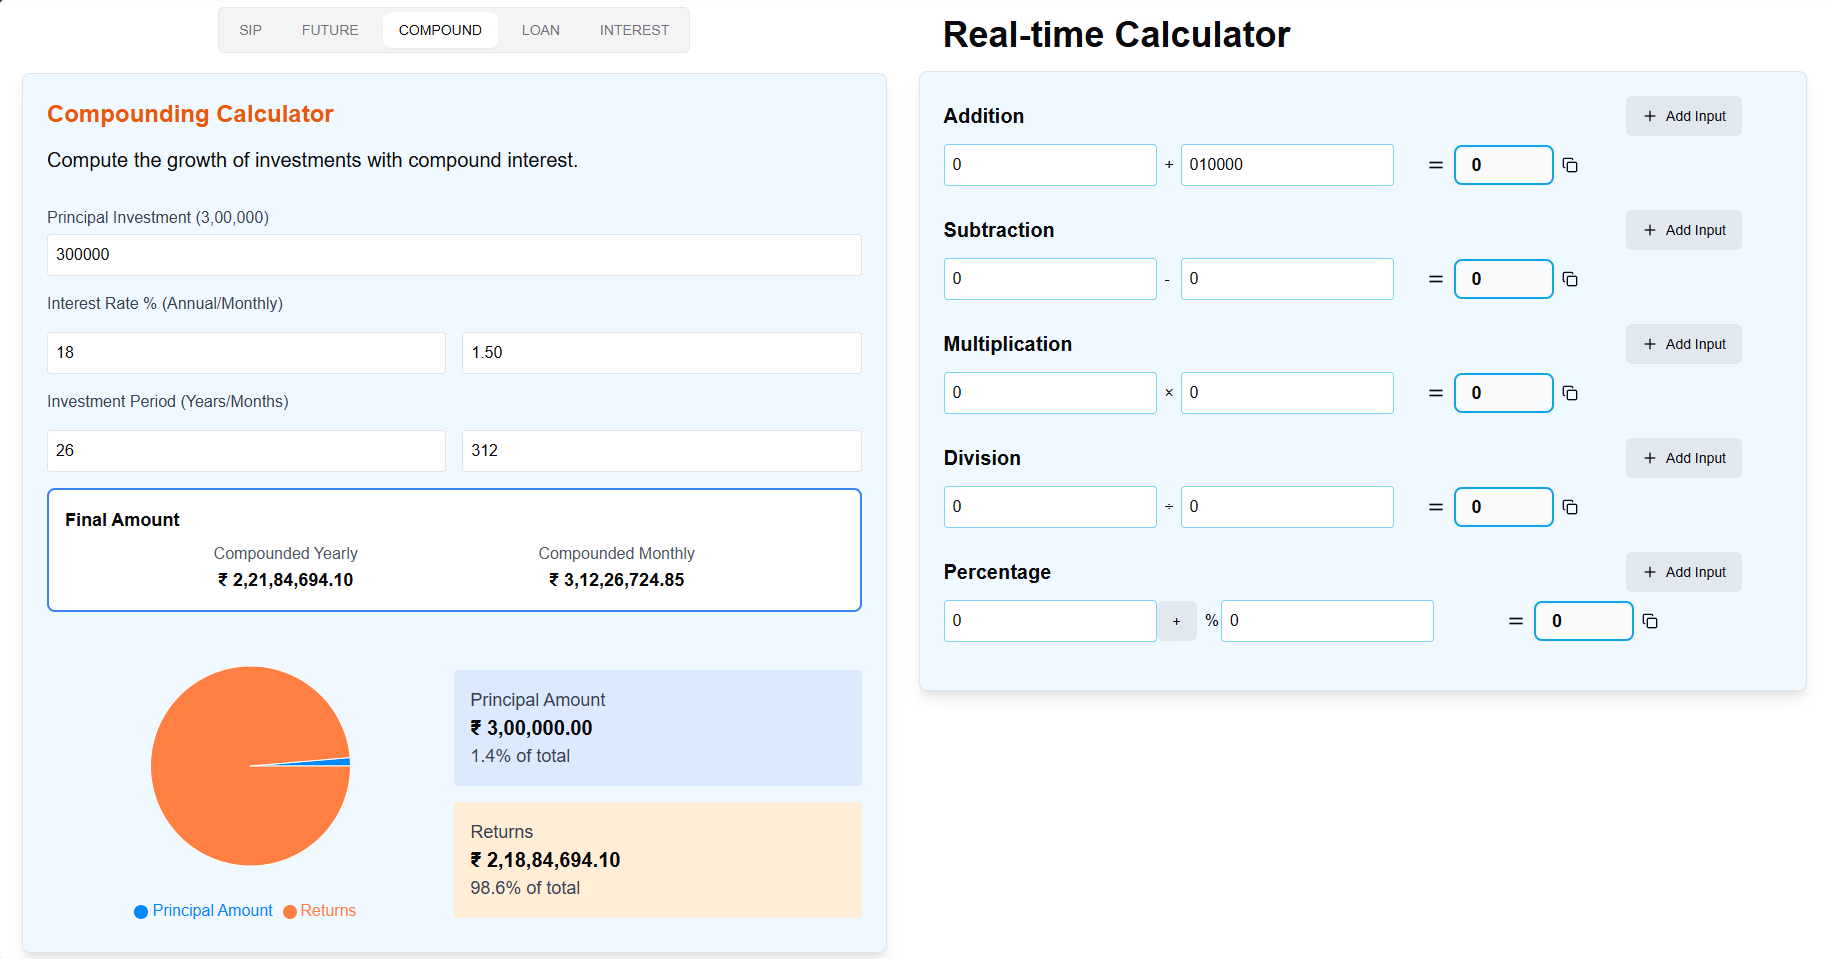 SIP FUTURE COMPOUND LOAN INTEREST
Compounding Calculator
Compute the growth of investments with compound interest.
Principal Investment (3,00,000)
300000
Interest Rate % (Annual/Monthly)
18 1.50
Investment Period (Years/Months)
26 312
Final Amount
Compounded Yearly Compounded Monthly
₹ 2,21,84,694.10 ₹ 3,12,26,724.85
Principal Amount
₹ 3,00,000.00
1.4% of total
Returns
₹ 2,18,84,694.10
98.6% of total
Principal Amount Returns
Real-time Calculator
Addition + Add Input
0 + 010000 = 0
Subtraction + Add Input
0 - 0 = 0
Multiplication + Add Input
0 × 0 = 0
Division + Add Input
0 ÷ 0 = 0
Percentage + Add Input
0 + % 0 = 0